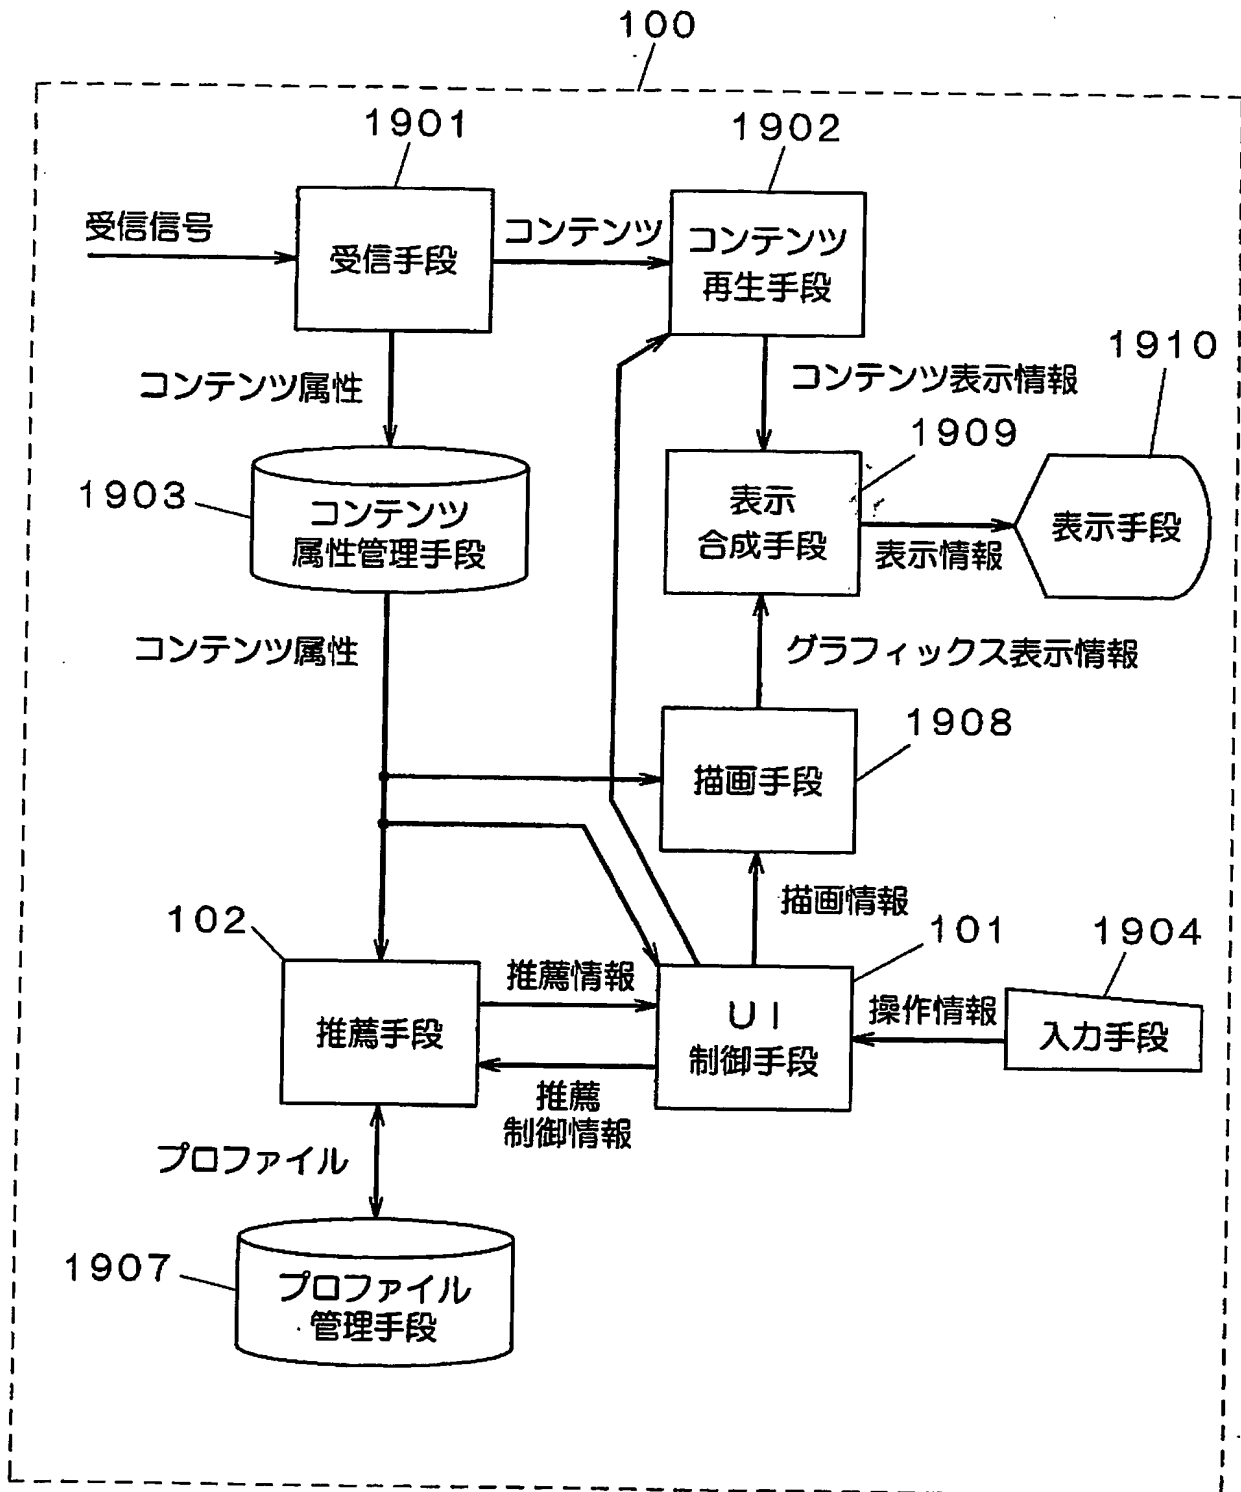 100
1901
1902
受信信号
受信手段
コンテンツ
コンテンツ
再生手段
コンテンツ属性
コンテンツ表示情報
1910
1903
コンテンツ
属性管理手段
1909
表示
合成手段
表示情報
表示手段
コンテンツ属性
グラフィックス表示情報
1908
描画手段
描画情報
102
推薦手段
推薦情報
101
UI
制御手段
操作情報
1904
入力手段
推薦
制御情報
プロファイル
1907
プロファイル
管理手段